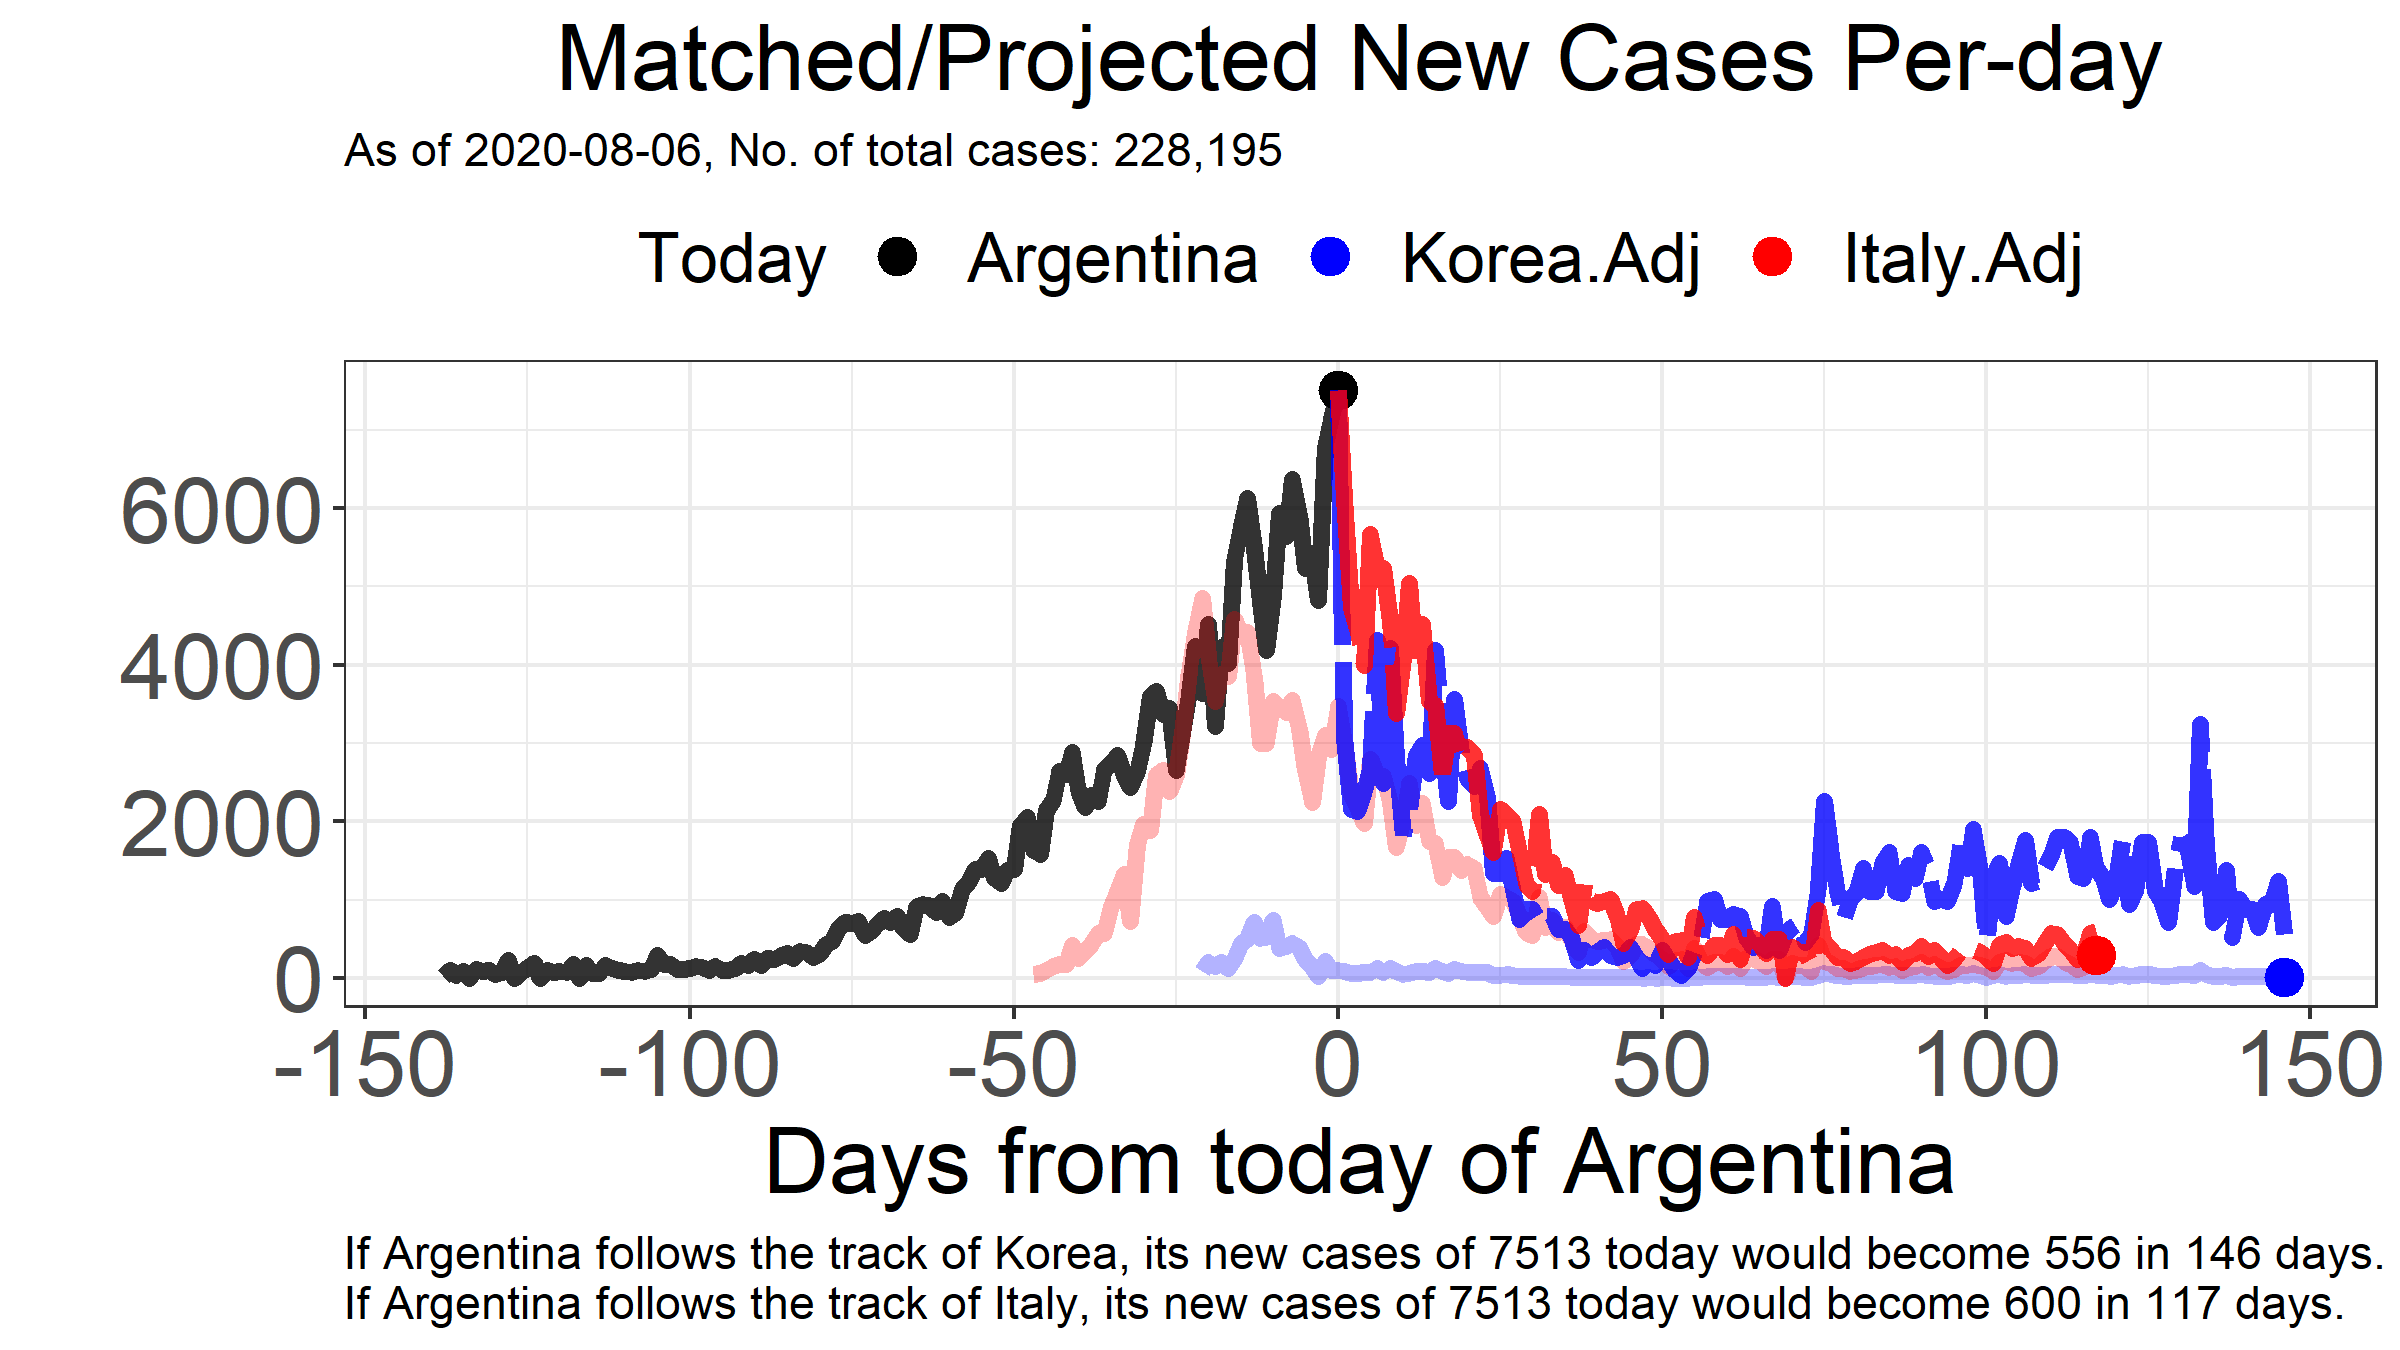 Matched/Projected New Cases Per-day
As of 2020-08-06, No. of total cases: 228,195
Today Argentina Korea.Adj Italy.Adj
6000
4000
2000
0
-150 -100 -50 0 50 100 150
Days from today of Argentina
If Argentina follows the track of Korea, its new cases of 7513 today would become 556 in 146 days.
If Argentina follows the track of Italy, its new cases of 7513 today would become 600 in 117 days.